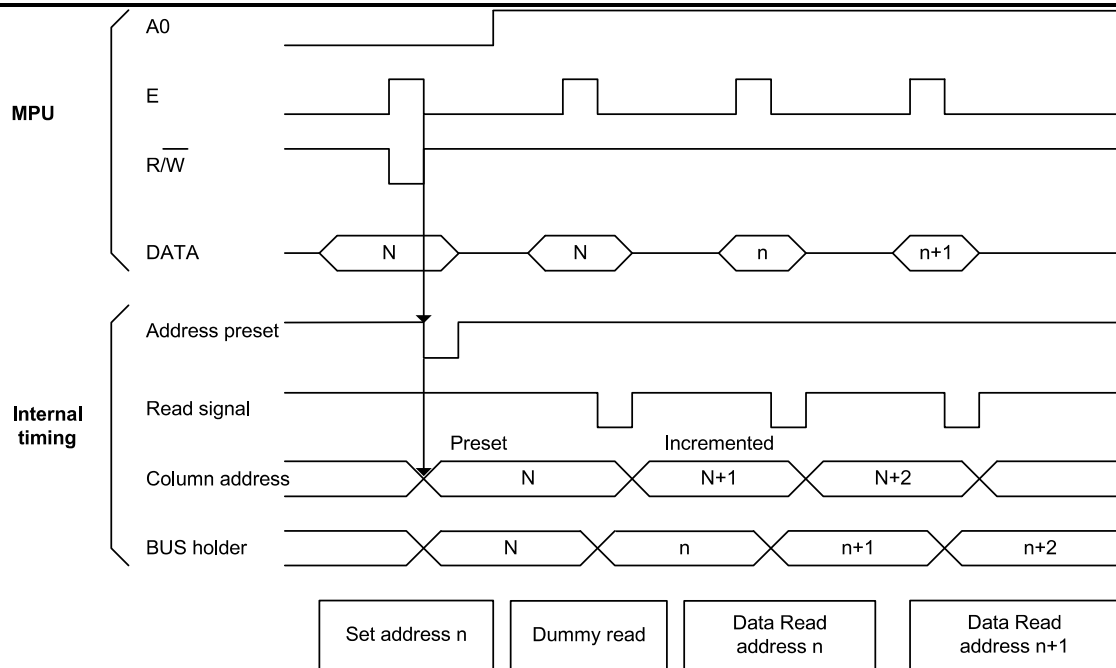 A0
MPU
E
R/W̅
DATA
N
N
n
n+1
Address preset
Internal
timing
Read signal
Preset
Incremented
Column address
N
N+1
N+2
BUS holder
N
n
n+1
n+2
Set address n
Dummy read
Data Read
address n
Data Read
address n+1